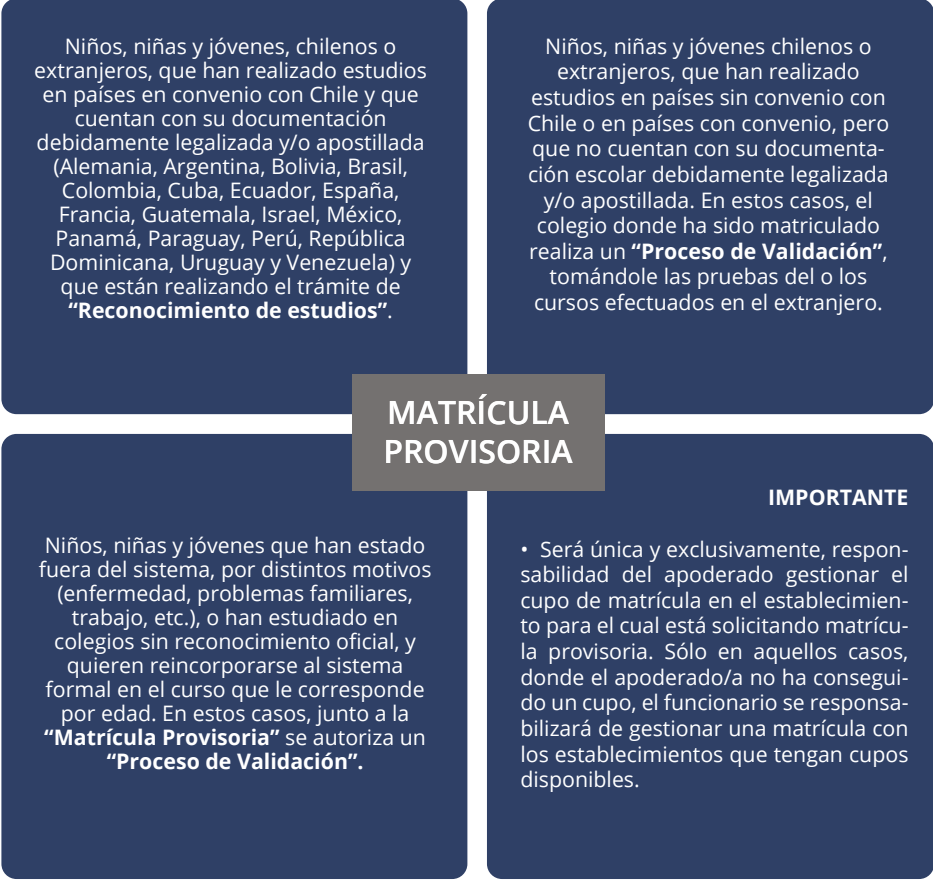 Niños, niñas y jóvenes, chilenos o
extranjeros, que han realizado estudios
en países en convenio con Chile y que
cuentan con su documentación
debidamente legalizada y/o apostillada
(Alemania, Argentina, Bolivia, Brasil,
Colombia, Cuba, Ecuador, España,
Francia, Guatemala, Israel, México,
Panamá, Paraguay, Perú, República
Dominicana, Uruguay y Venezuela) y
que están realizando el trámite de
“Reconocimiento de estudios”.
Niños, niñas y jóvenes chilenos o
extranjeros, que han realizado
estudios en países sin convenio con
Chile o en países con convenio, pero
que no cuentan con su documenta-
ción escolar debidamente legalizada
y/o apostillada. En estos casos, el
colegio donde ha sido matriculado
realiza un “Proceso de Validación”,
tomándole las pruebas del o los
cursos efectuados en el extranjero.
MATRÍCULA
PROVISORIA
Niños, niñas y jóvenes que han estado
fuera del sistema, por distintos motivos
(enfermedad, problemas familiares,
trabajo, etc.), o han estudiado en
colegios sin reconocimiento oficial, y
quieren reincorporarse al sistema
formal en el curso que le corresponde
por edad. En estos casos, junto a la
“Matrícula Provisoria” se autoriza un
“Proceso de Validación”.
IMPORTANTE
• Será única y exclusivamente, respon-
sabilidad del apoderado gestionar el
cupo de matrícula en el establecimien-
to para el cual está solicitando matrícu-
la provisoria. Sólo en aquellos casos,
donde el apoderado/a no ha consegui-
do un cupo, el funcionario se responsa-
bilizará de gestionar una matrícula con
los establecimientos que tengan cupos
disponibles.